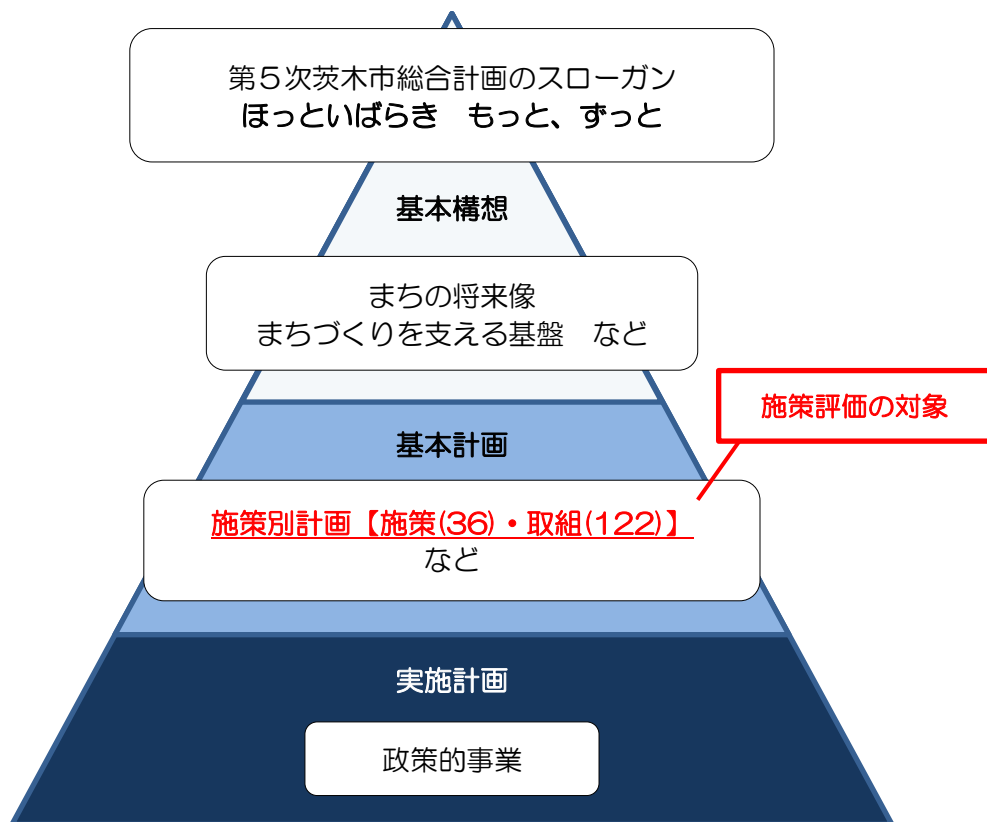 第５次茨木市総合計画のスローガン
ほっといばらき　もっと、ずっと
基本構想
まちの将来像
まちづくりを支える基盤　など
施策評価の対象
基本計画
施策別計画【施策(36)・取組(122)】
など
実施計画
政策的事業